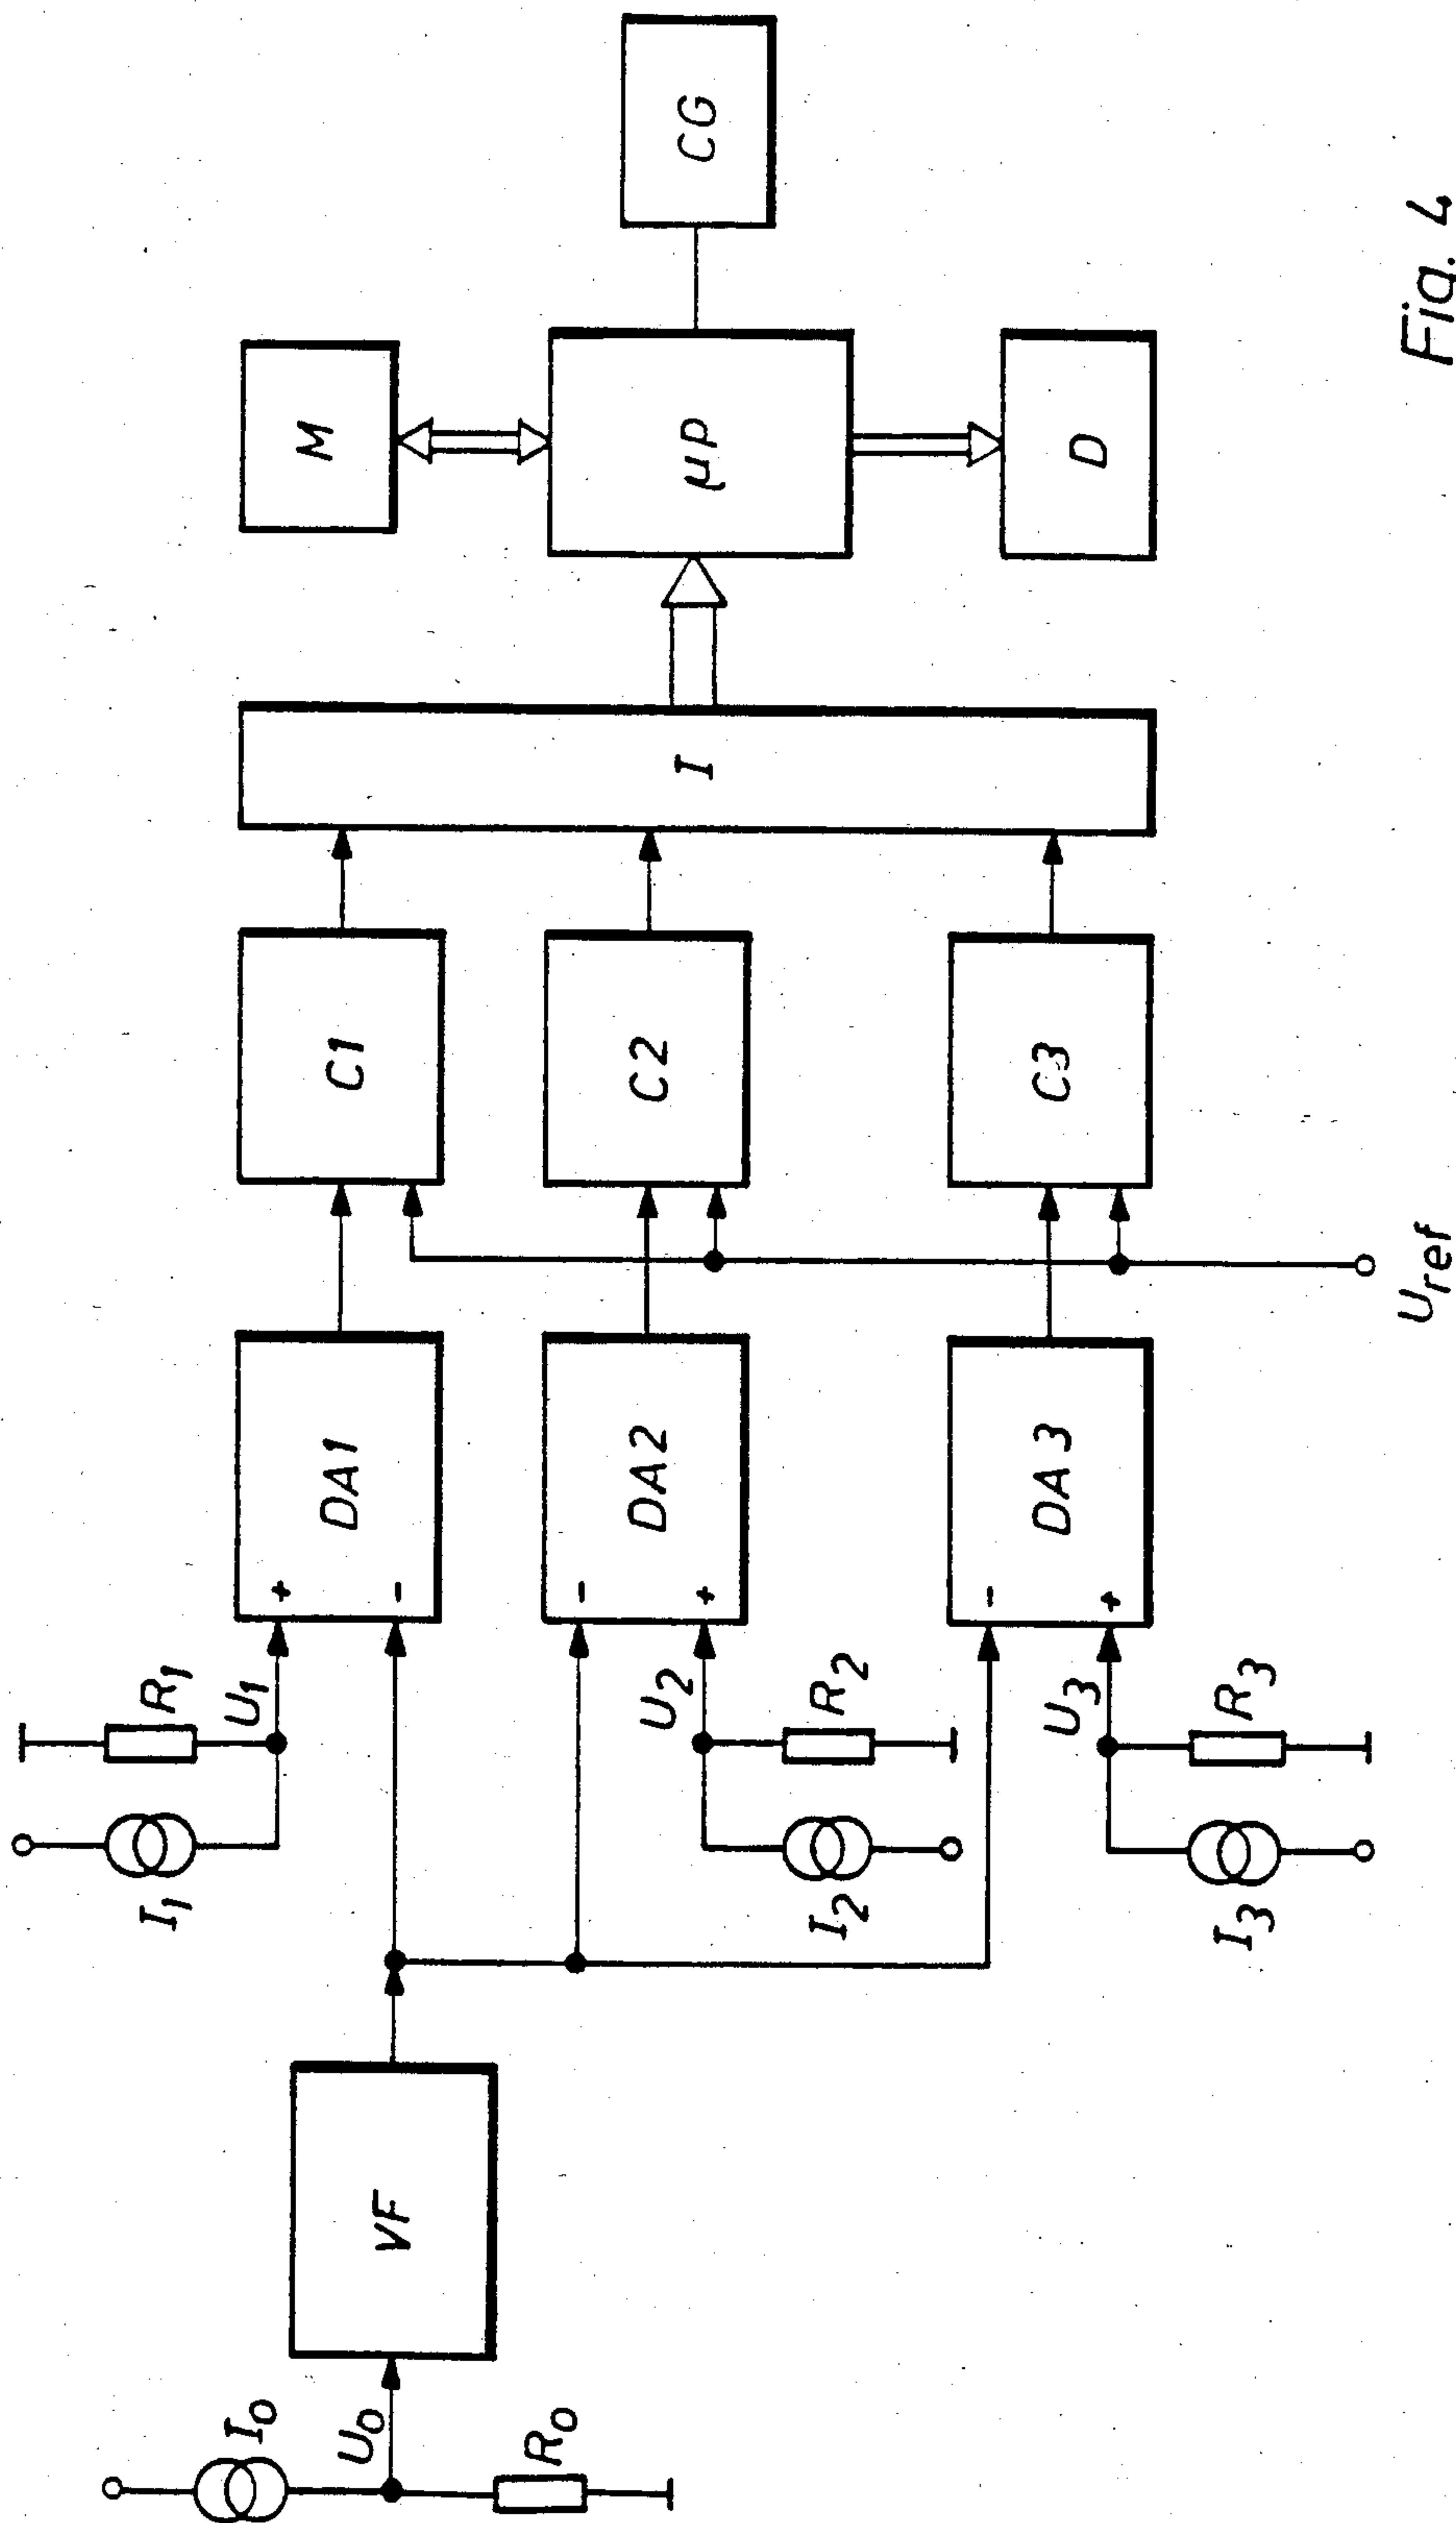 I₀
U₀
R₀
VF
I₁
R₁
U₁
+
-
DA1
C1
-
+
DA2
U₂
R₂
I₂
C2
-
+
DA3
U₃
R₃
I₃
C3
U_ref
I
M
μP
D
CG
Fig. 4